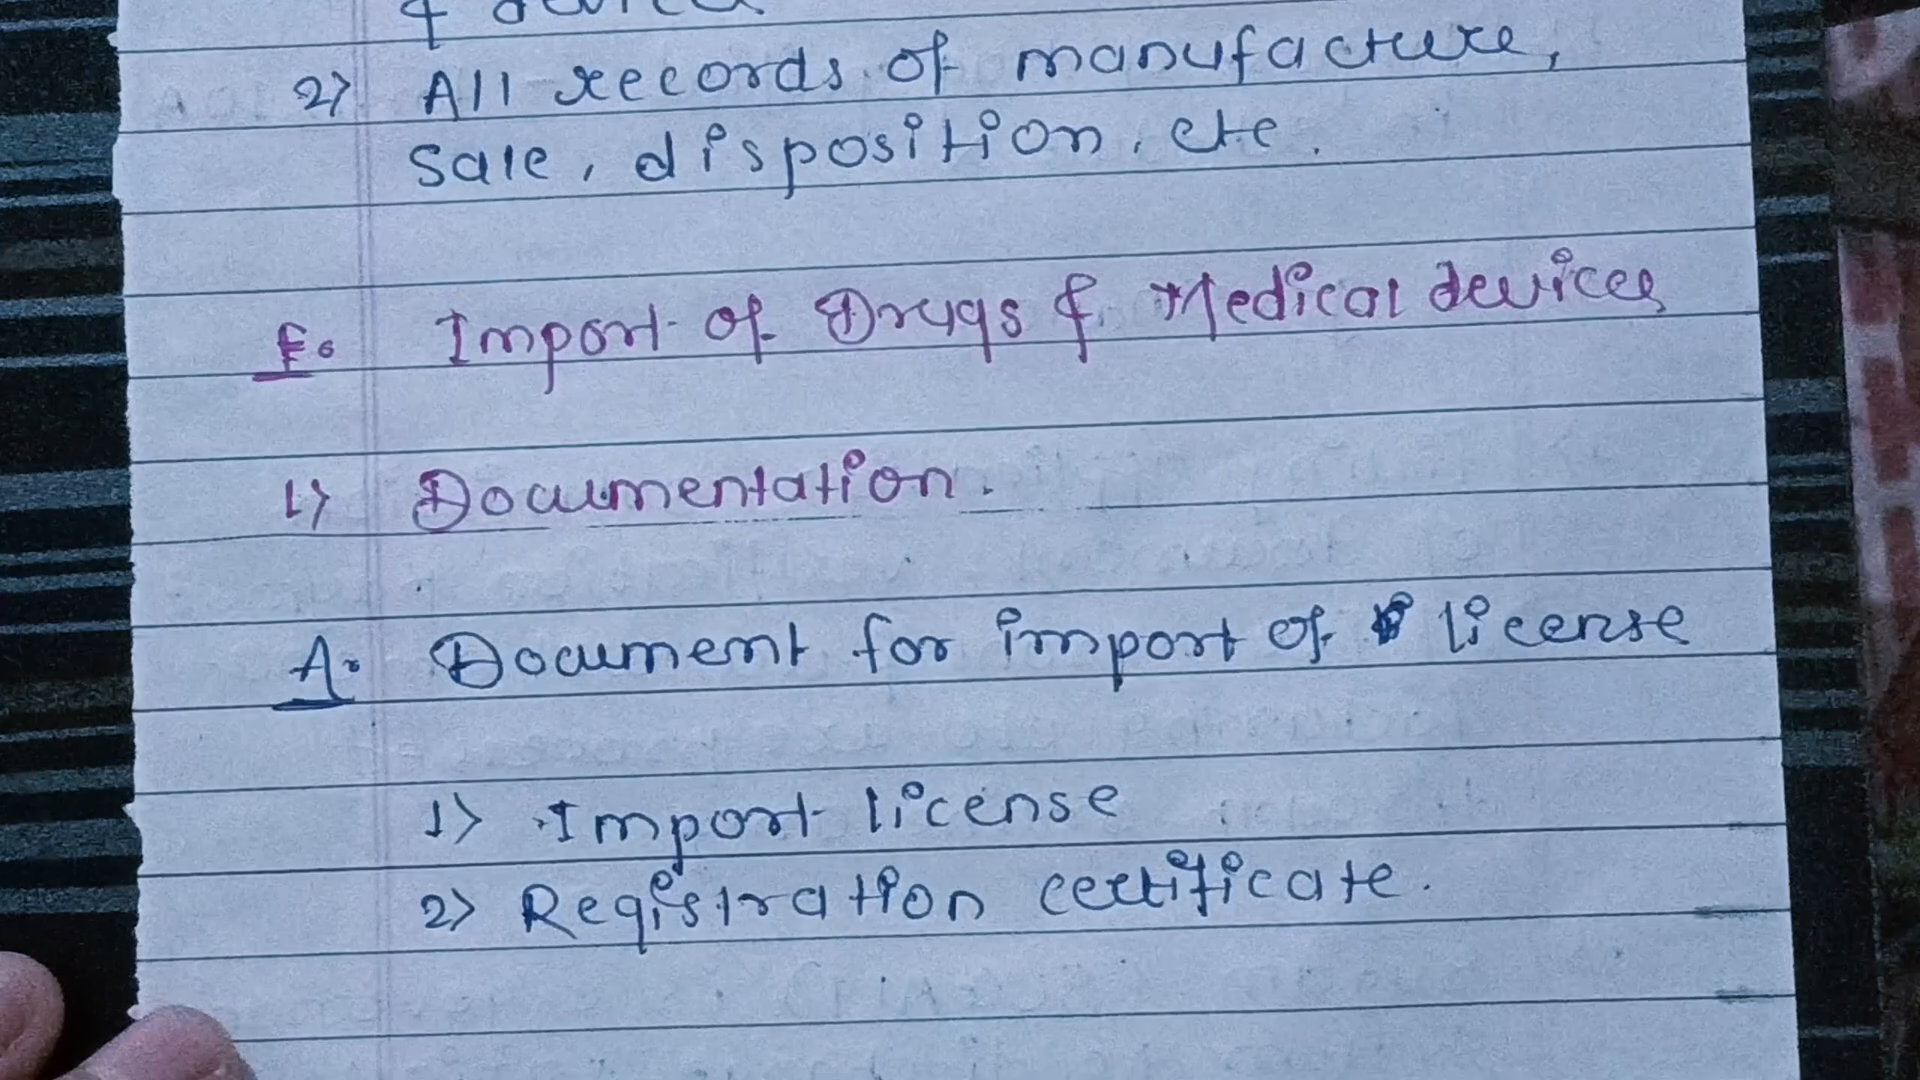 & device
2) All records of manufacture,
Sale, disposition, etc.
E. Import of Drugs & Medical devices
1) Documentation.
A. Document for import of license
1) Import license
2) Registration certificate.